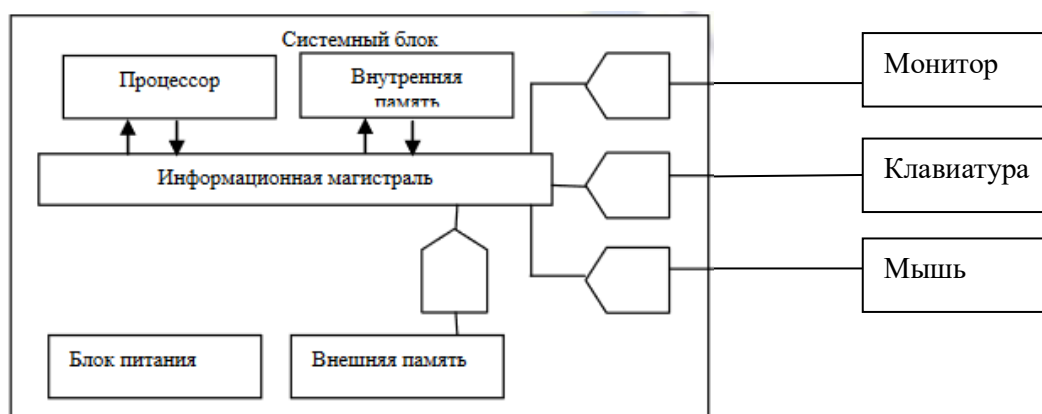 Системный блок
Процессор
Внутренняя
память
Информационная магистраль
Блок питания
Внешняя память
Монитор
Клавиатура
Мышь